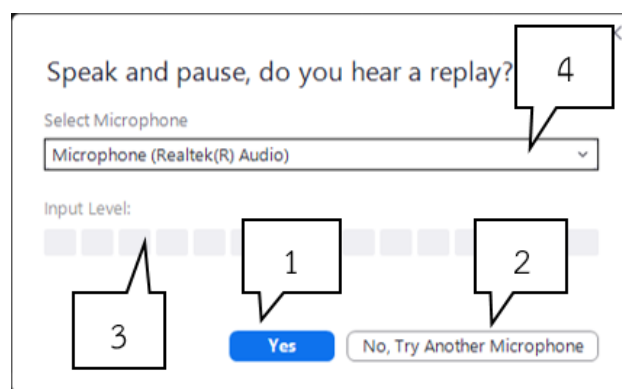 Speak and pause, do you hear a replay?
4
Select Microphone
Microphone (Realtek(R) Audio)
Input Level:
1
2
3
Yes
No, Try Another Microphone